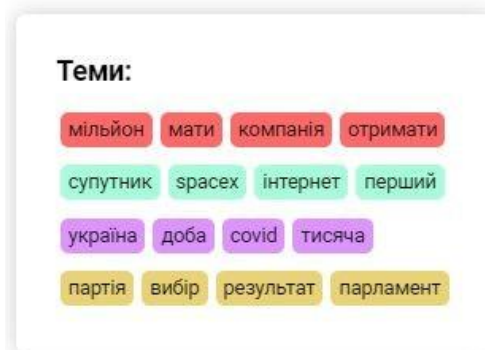 Теми:
мільйон мати компанія отримати
супутник spacex інтернет перший
україна доба covid тисяча
партія вибір результат парламент